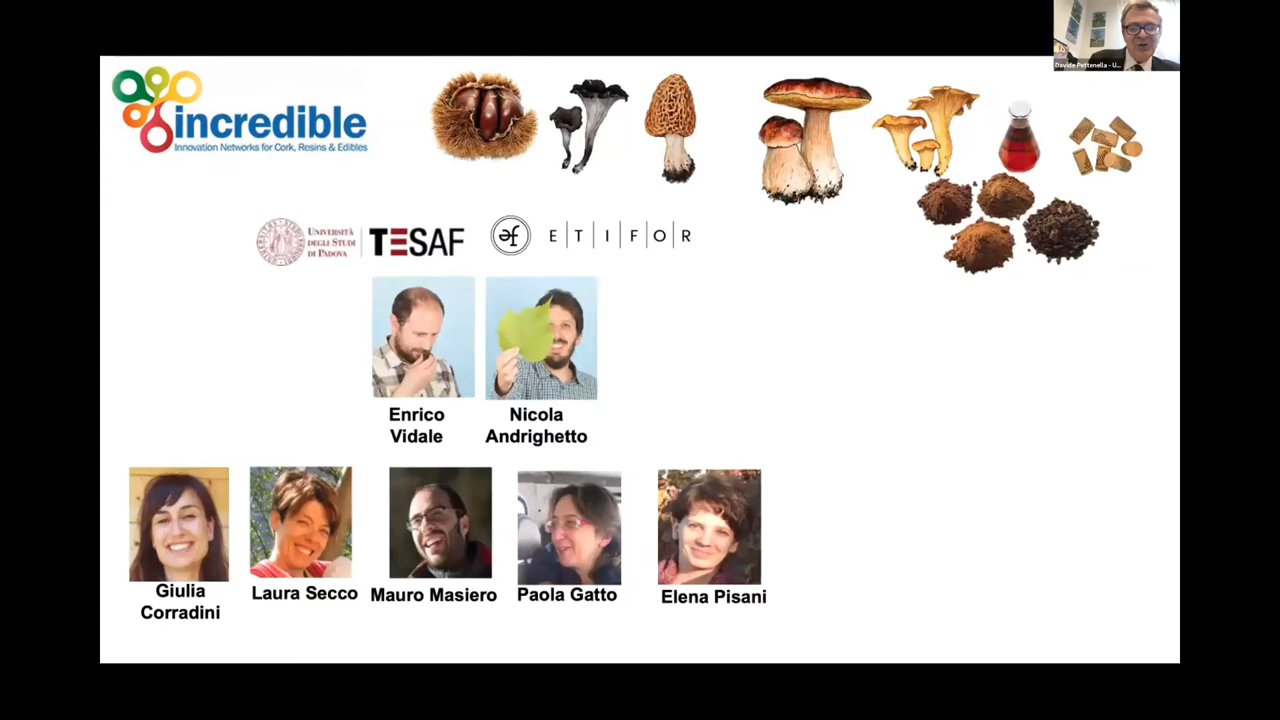 Davide Pettenella - U...
incredible
Innovation Networks for Cork, Resins & Edibles
UNIVERSITÀ
DEGLI STUDI
DI PADOVA
TESAF
ETIFOR
Enrico
Vidale
Nicola
Andrighetto
Giulia
Corradini
Laura Secco
Mauro Masiero
Paola Gatto
Elena Pisani